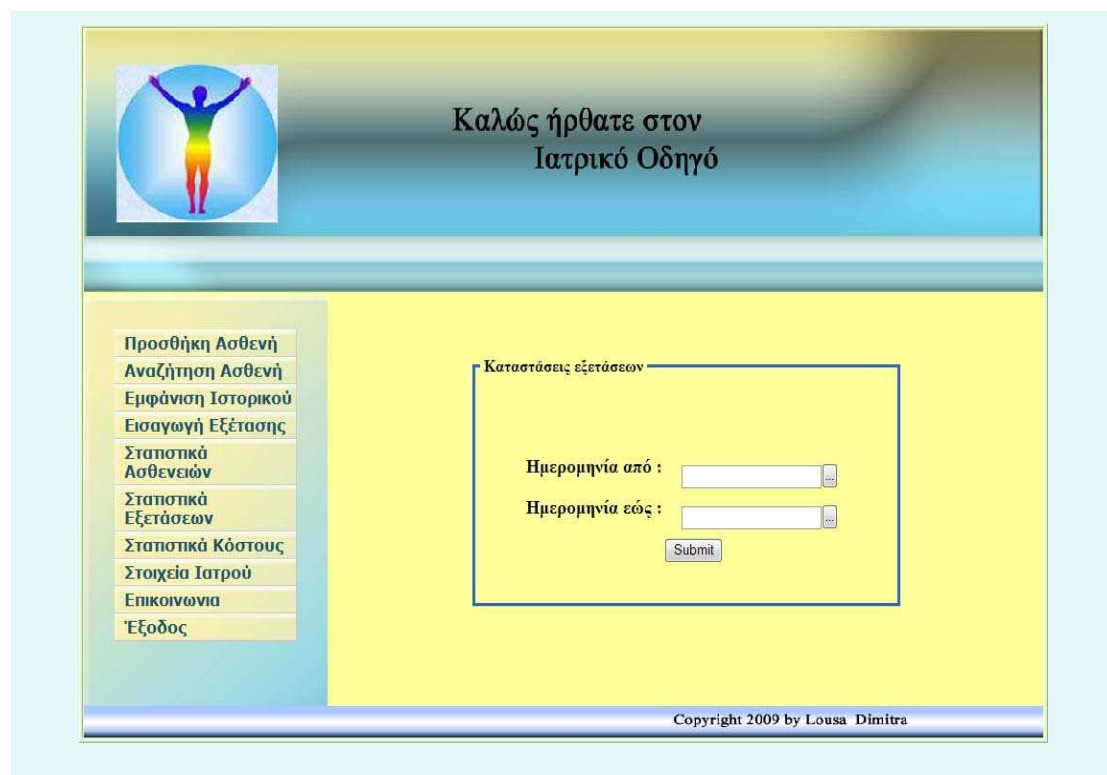 Καλώς ήρθατε στον
Ιατρικό Οδηγό
Προσθήκη Ασθενή
Αναζήτηση Ασθενή
Εμφάνιση Ιστορικού
Εισαγωγή Εξέτασης
Στατιστικά
Ασθενειών
Στατιστικά
Εξετάσεων
Στατιστικά Κόστους
Στοιχεία Ιατρού
Επικοινωνια
Έξοδος
Καταστάσεις εξετάσεων
Ημερομηνία από :
...
Ημερομηνία εώς :
...
Submit
Copyright 2009 by Lousa Dimitra